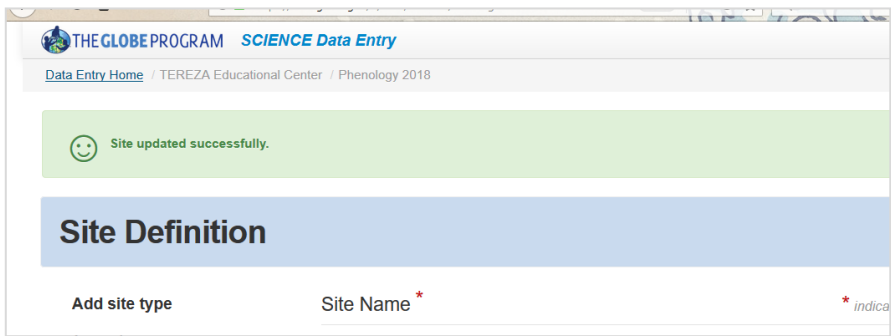 THE GLOBE PROGRAM SCIENCE Data Entry
Data Entry Home / TEREZA Educational Center / Phenology 2018
Site updated successfully.
Site Definition
Add site type Site Name * * indica